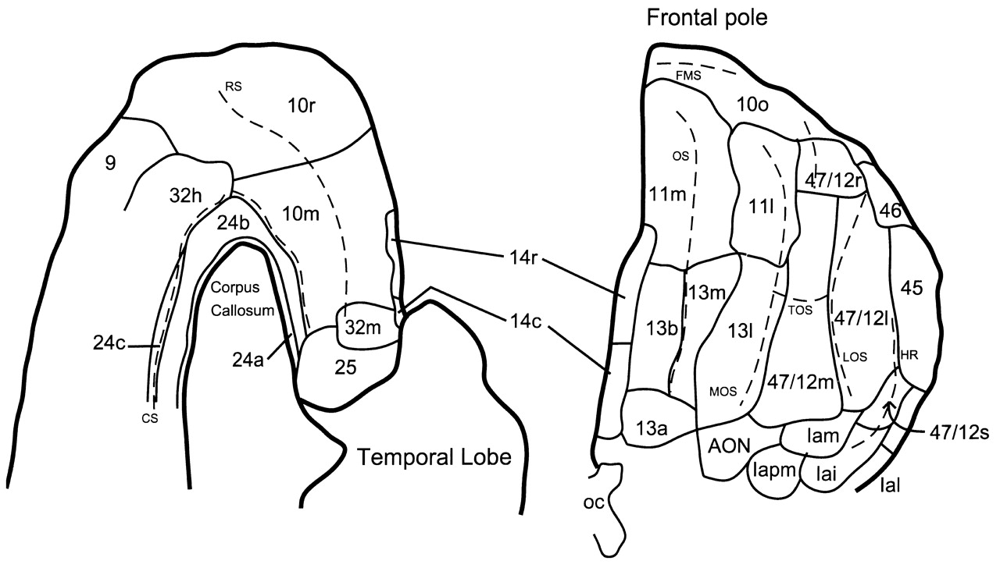 Frontal pole
RS
10r
9
32h
24b
10m
Corpus
Callosum
24c
24a
32m
25
CS
Temporal Lobe
14r
14c
FMS
10o
OS
11m
11l
47/12r
46
13m
13b
13l
TOS
47/12l
45
LOS
HR
MOS
47/12m
13a
AON
Iam
Iapm
Iai
Ial
47/12s
oc